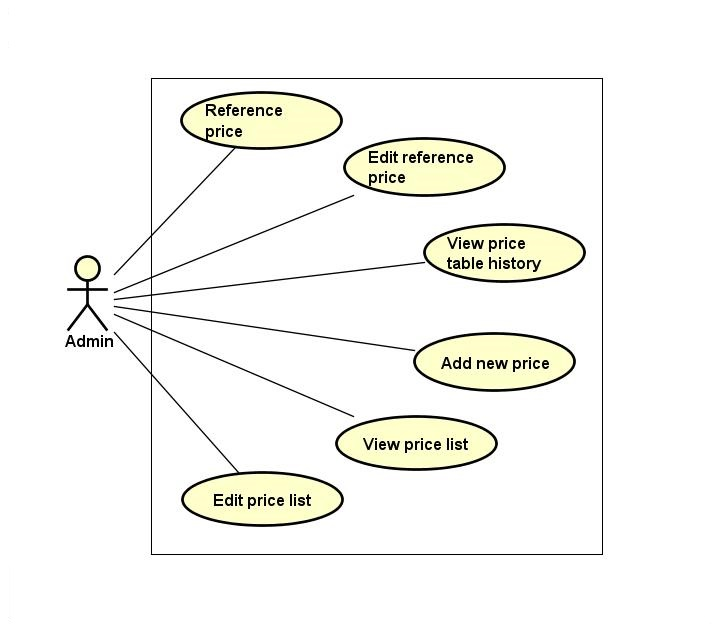 Reference
price
Edit reference
price
View price
table history
Admin
Add new price
View price list
Edit price list